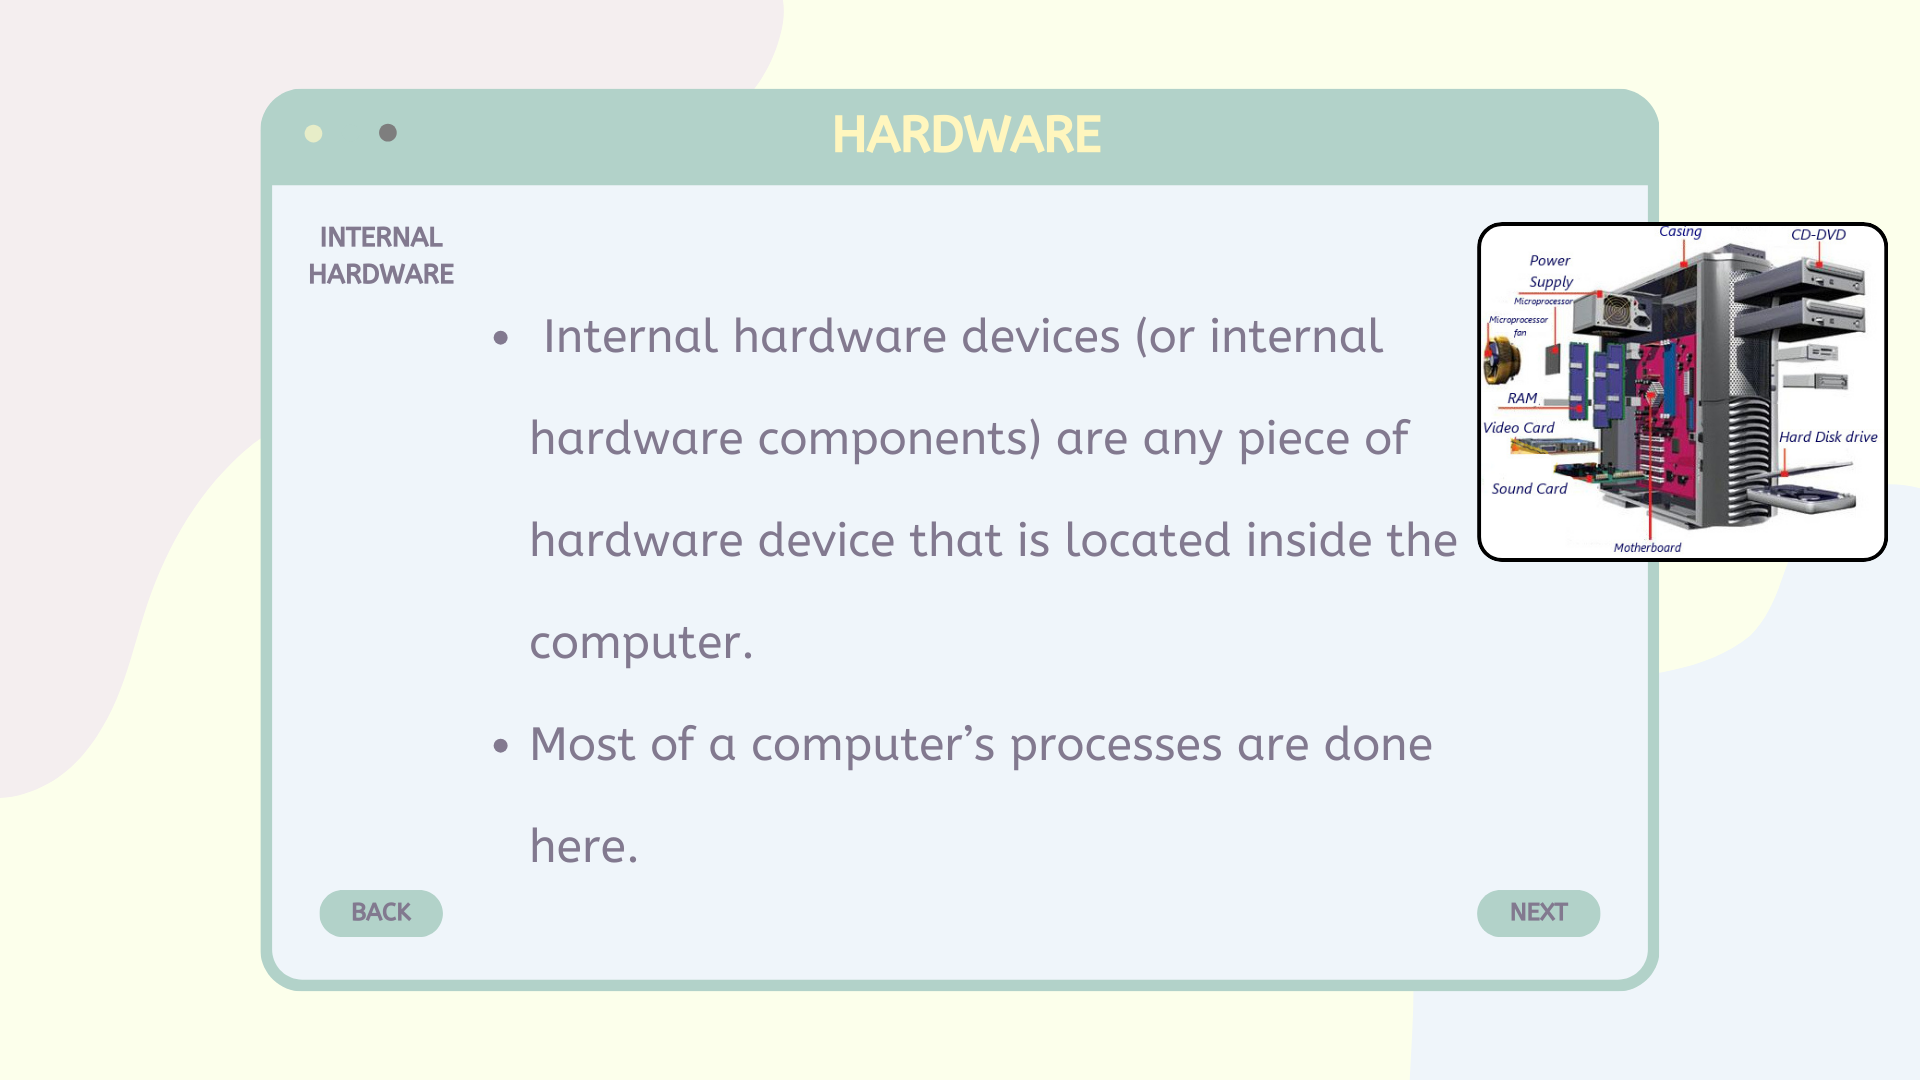 HARDWARE
INTERNAL
HARDWARE
• Internal hardware devices (or internal
hardware components) are any piece of
hardware device that is located inside the
computer.
• Most of a computer’s processes are done
here.
Casing
CD-DVD
Power
Supply
Microprocessor
Microprocessor
fan
RAM
Video Card
Hard Disk drive
Sound Card
Motherboard
BACK
NEXT